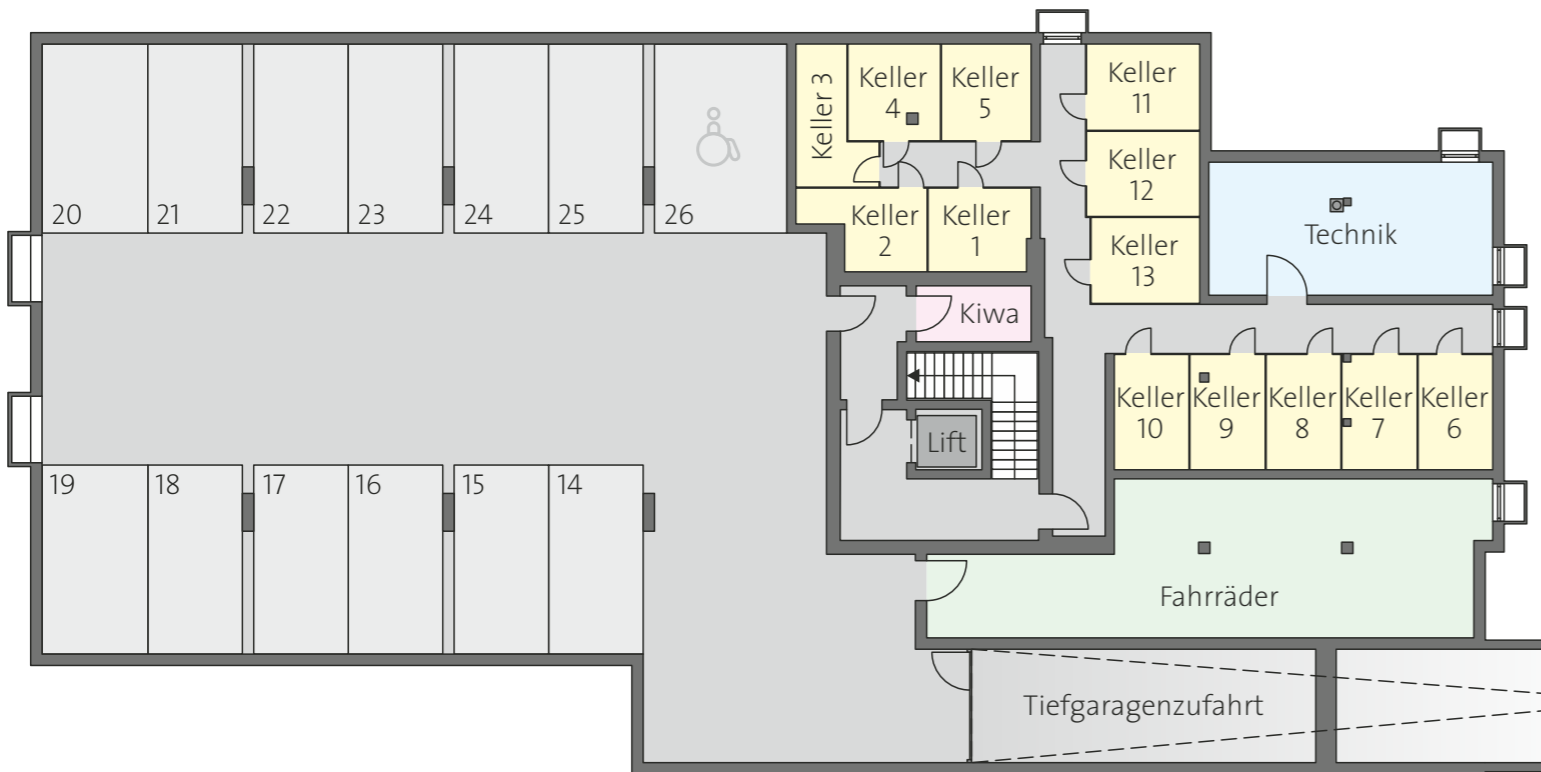 Keller 3
Keller
4
Keller
5
Keller
11
Keller
12
Keller
13
Technik
20
21
22
23
24
25
26
Keller
2
Keller
1
Kiwa
Keller
10
Keller
9
Keller
8
Keller
7
Keller
6
Lift
19
18
17
16
15
14
Fahrräder
Tiefgaragenzufahrt